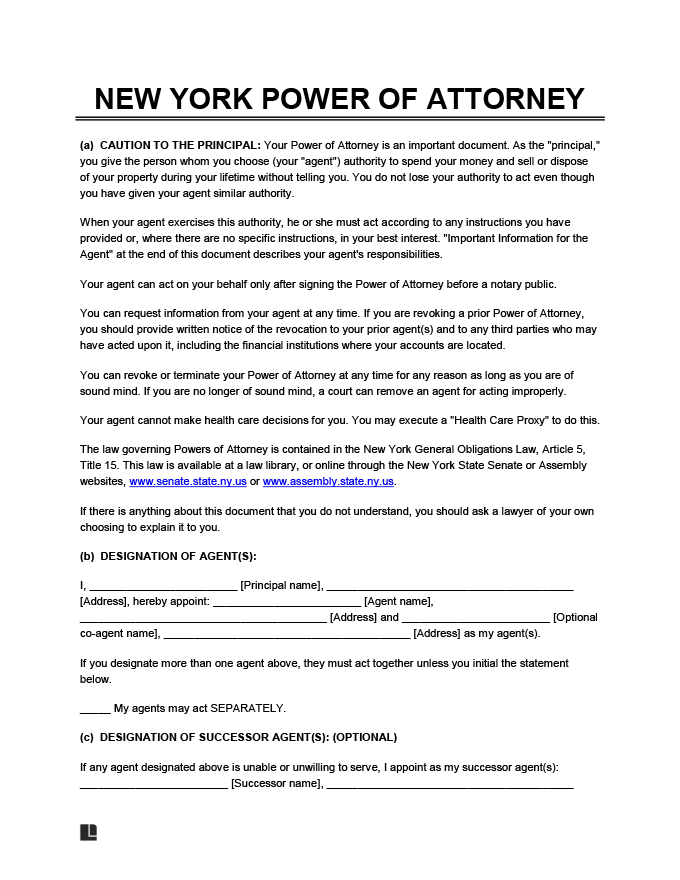 NEW YORK POWER OF ATTORNEY
(a)  CAUTION TO THE PRINCIPAL: Your Power of Attorney is an important document. As the "principal,"
you give the person whom you choose (your "agent") authority to spend your money and sell or dispose
of your property during your lifetime without telling you. You do not lose your authority to act even though
you have given your agent similar authority.
When your agent exercises this authority, he or she must act according to any instructions you have
provided or, where there are no specific instructions, in your best interest. "Important Information for the
Agent" at the end of this document describes your agent's responsibilities.
Your agent can act on your behalf only after signing the Power of Attorney before a notary public.
You can request information from your agent at any time. If you are revoking a prior Power of Attorney,
you should provide written notice of the revocation to your prior agent(s) and to any third parties who may
have acted upon it, including the financial institutions where your accounts are located.
You can revoke or terminate your Power of Attorney at any time for any reason as long as you are of
sound mind. If you are no longer of sound mind, a court can remove an agent for acting improperly.
Your agent cannot make health care decisions for you. You may execute a "Health Care Proxy" to do this.
The law governing Powers of Attorney is contained in the New York General Obligations Law, Article 5,
Title 15. This law is available at a law library, or online through the New York State Senate or Assembly
websites, www.senate.state.ny.us or www.assembly.state.ny.us.
If there is anything about this document that you do not understand, you should ask a lawyer of your own
choosing to explain it to you.
(b)  DESIGNATION OF AGENT(S):
I, ________________________ [Principal name], ________________________________________
[Address], hereby appoint: ________________________ [Agent name],
________________________________________ [Address] and ________________________ [Optional
co-agent name], ________________________________________ [Address] as my agent(s).
If you designate more than one agent above, they must act together unless you initial the statement
below.
_____ My agents may act SEPARATELY.
(c)  DESIGNATION OF SUCCESSOR AGENT(S): (OPTIONAL)
If any agent designated above is unable or unwilling to serve, I appoint as my successor agent(s):
________________________ [Successor name], ________________________________________